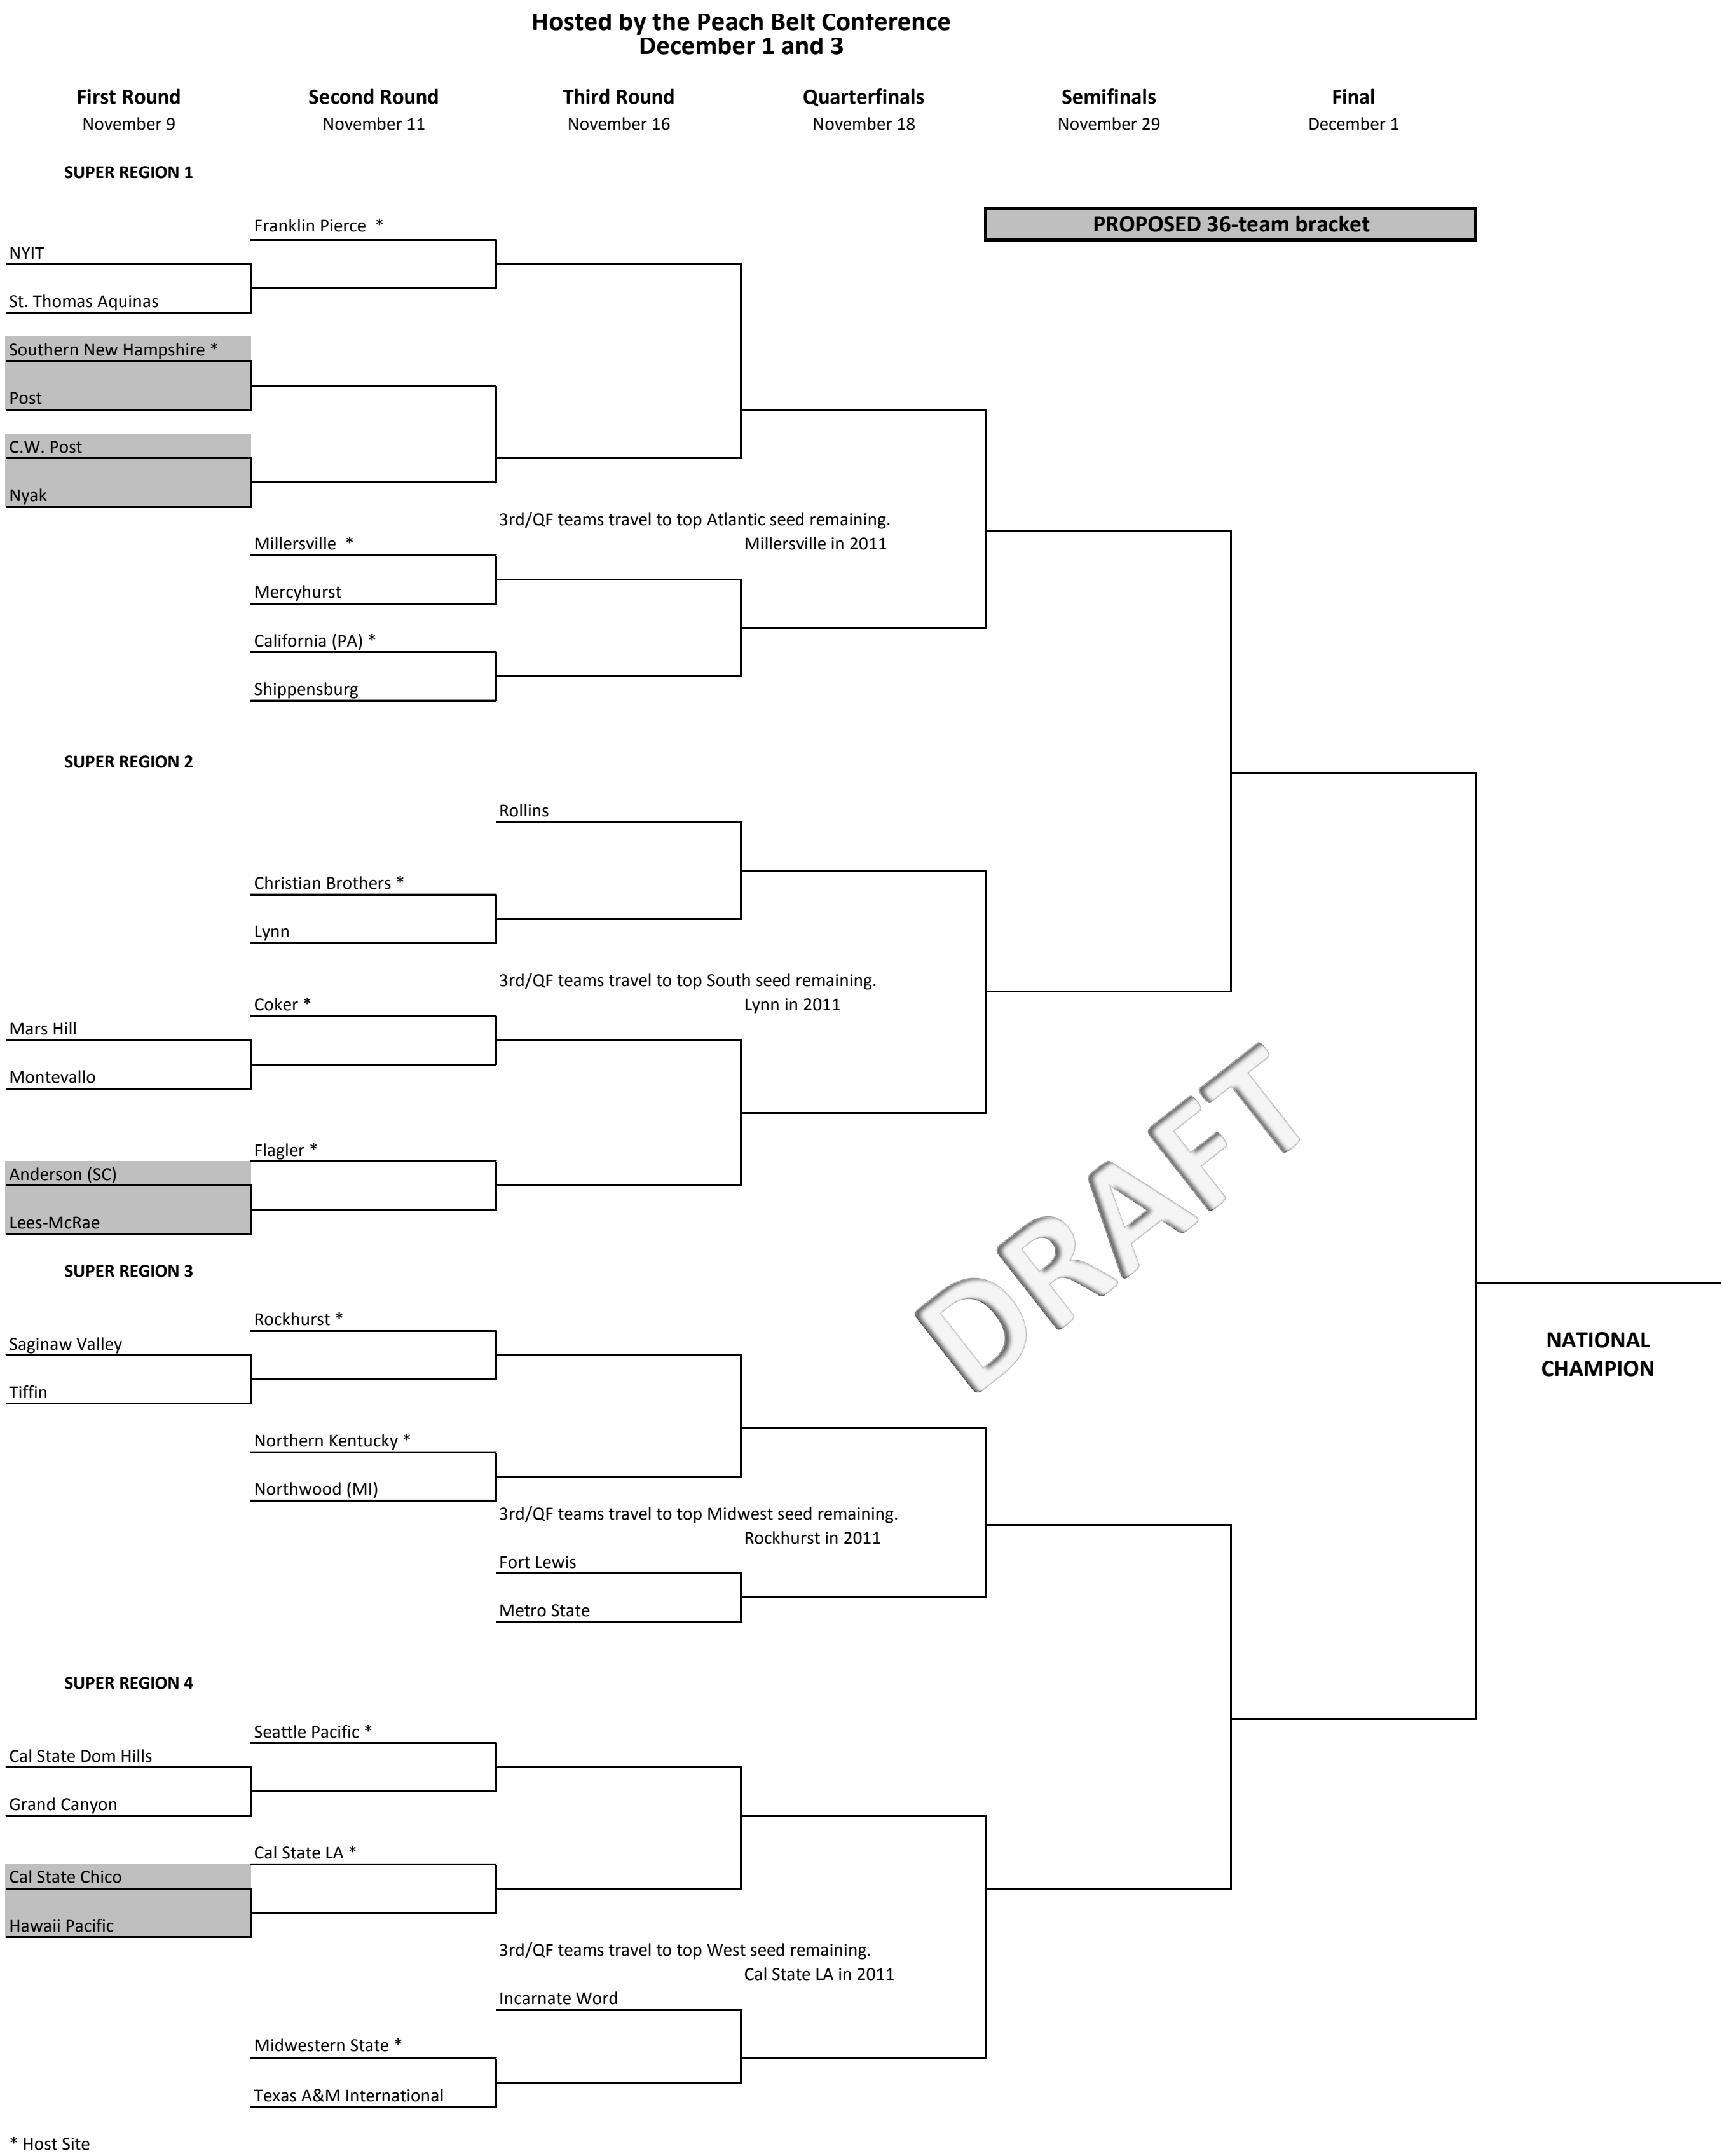 Hosted by the Peach Belt Conference
December 1 and 3
First Round Second Round Third Round Quarterfinals Semifinals Final
November 9 November 11 November 16 November 18 November 29 December 1
SUPER REGION 1
PROPOSED 36-team bracket
Franklin Pierce *
NYIT
St. Thomas Aquinas
Southern New Hampshire *
Post
C.W. Post
Nyak
3rd/QF teams travel to top Atlantic seed remaining.
Millersville in 2011
Millersville *
Mercyhurst
California (PA) *
Shippensburg
SUPER REGION 2
Rollins
Christian Brothers *
Lynn
3rd/QF teams travel to top South seed remaining.
Lynn in 2011
Coker *
Mars Hill
Montevallo
Flagler *
Anderson (SC)
Lees-McRae
DRAFT
SUPER REGION 3
Rockhurst *
Saginaw Valley
Tiffin
NATIONAL
CHAMPION
Northern Kentucky *
Northwood (MI)
3rd/QF teams travel to top Midwest seed remaining.
Rockhurst in 2011
Fort Lewis
Metro State
SUPER REGION 4
Seattle Pacific *
Cal State Dom Hills
Grand Canyon
Cal State LA *
Cal State Chico
Hawaii Pacific
3rd/QF teams travel to top West seed remaining.
Cal State LA in 2011
Incarnate Word
Midwestern State *
Texas A&M International
* Host Site